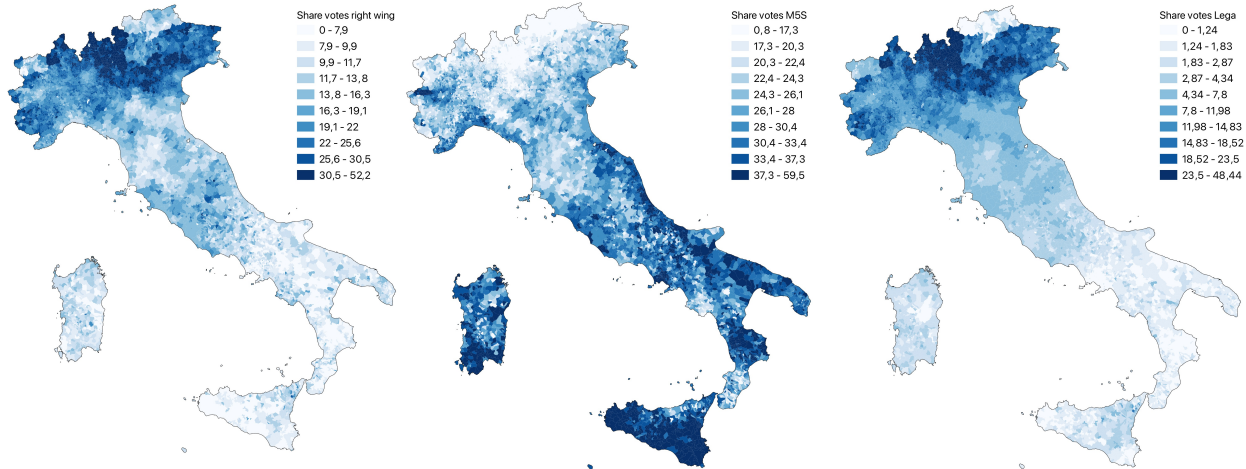 Share votes right wing
0 - 7,9
7,9 - 9,9
9,9 - 11,7
11,7 - 13,8
13,8 - 16,3
16,3 - 19,1
19,1 - 22
22 - 25,6
25,6 - 30,5
30,5 - 52,2
Share votes M5S
0,8 - 17,3
17,3 - 20,3
20,3 - 22,4
22,4 - 24,3
24,3 - 26,1
26,1 - 28
28 - 30,4
30,4 - 33,4
33,4 - 37,3
37,3 - 59,5
Share votes Lega
0 - 1,24
1,24 - 1,83
1,83 - 2,87
2,87 - 4,34
4,34 - 7,8
7,8 - 11,98
11,98 - 14,83
14,83 - 18,52
18,52 - 23,5
23,5 - 48,44